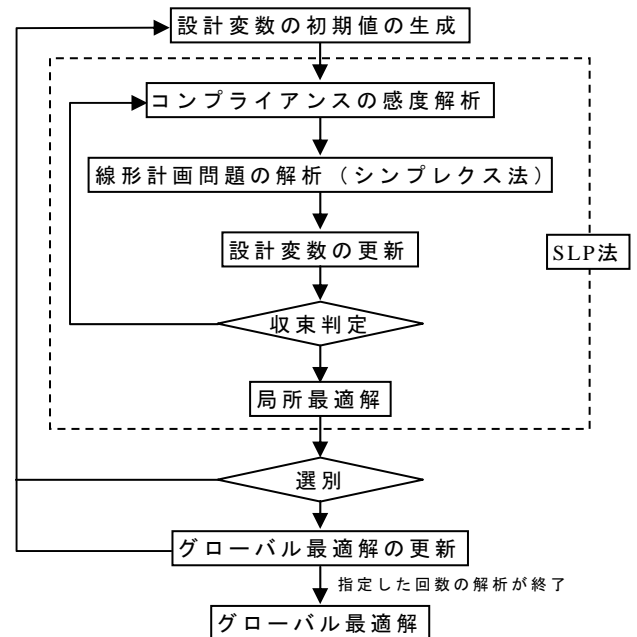 設計変数の初期値の生成
コンプライアンスの感度解析
線形計画問題の解析（シンプレクス法）
設計変数の更新
SLP法
収束判定
局所最適解
選別
グローバル最適解の更新
指定した回数の解析が終了
グローバル最適解